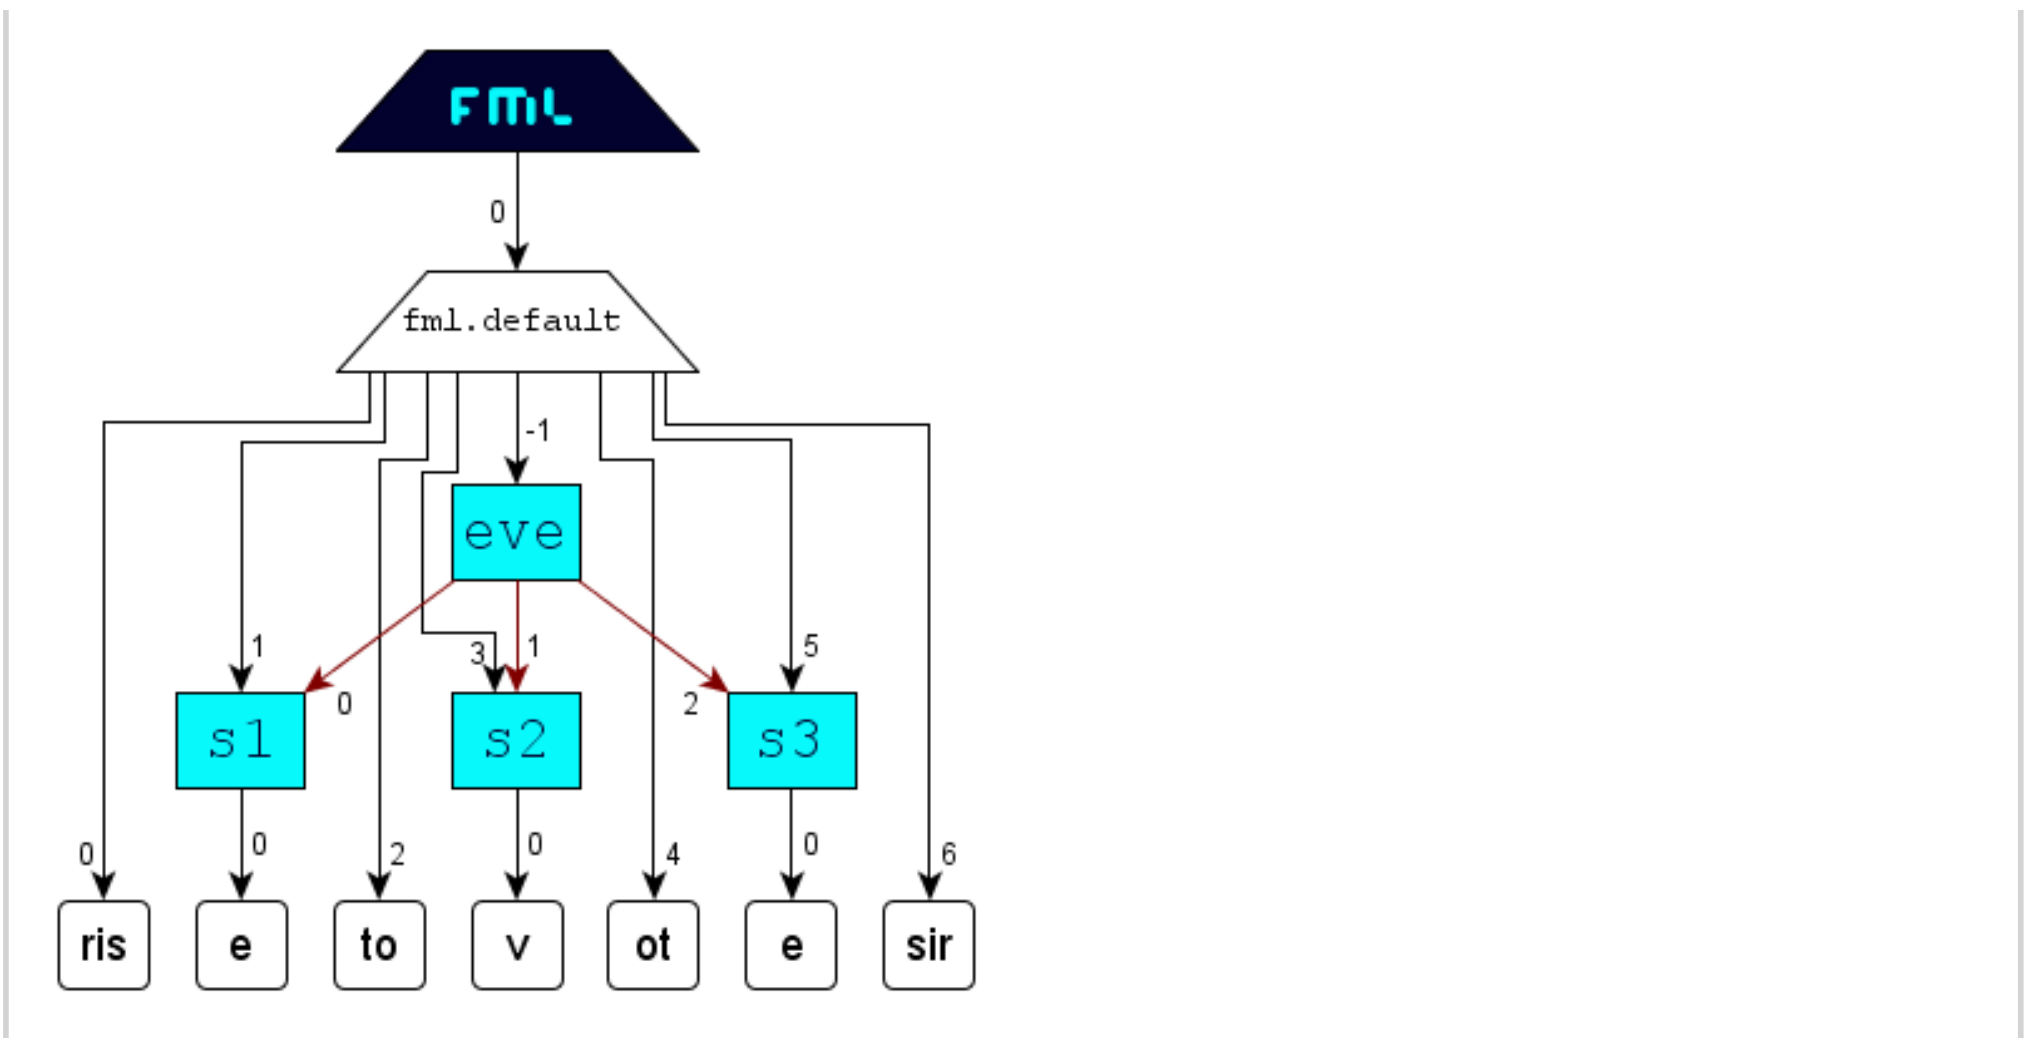 FML
0
fml.default
-1
eve
1 3 1 5
0 2
s1 s2 s3
0 0 0
0 2 4 6
ris e to v ot e sir